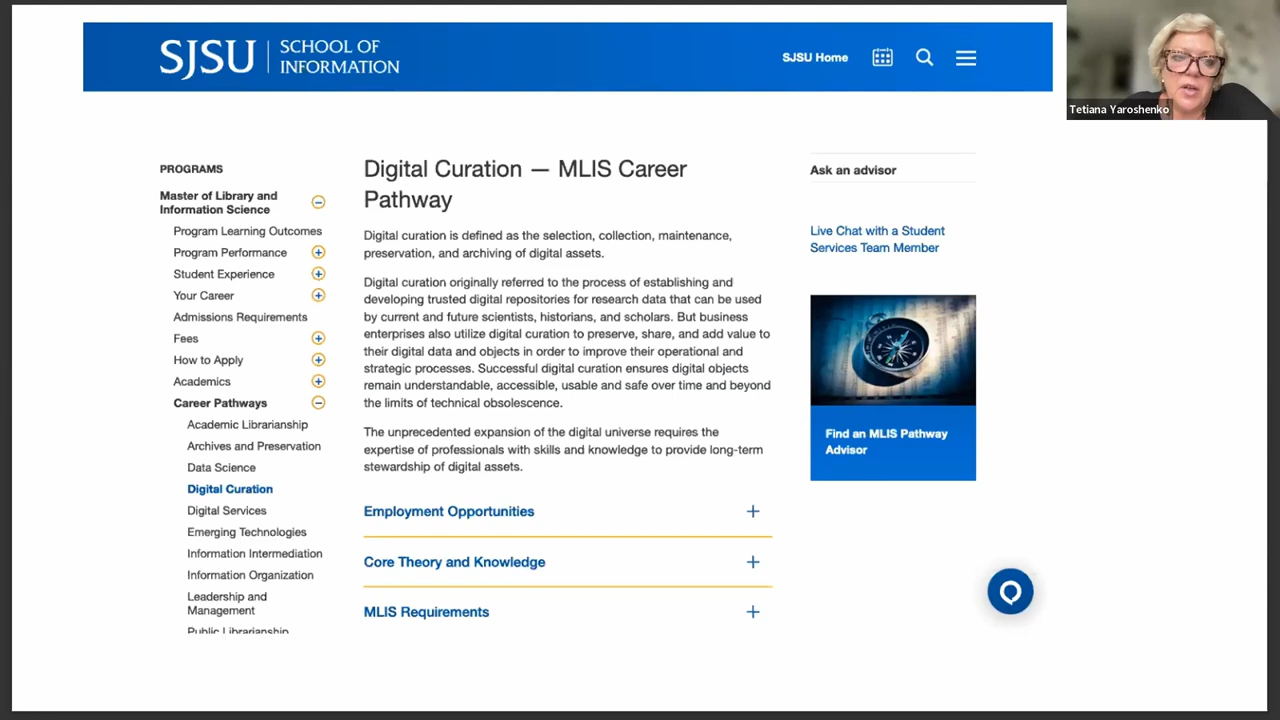 SJSU
SCHOOL OF
INFORMATION
SJSU Home
Tetiana Yaroshenko
PROGRAMS
Master of Library and
Information Science
Program Learning Outcomes
Program Performance
Student Experience
Your Career
Admissions Requirements
Fees
How to Apply
Academics
Career Pathways
Academic Librarianship
Archives and Preservation
Data Science
Digital Curation
Digital Services
Emerging Technologies
Information Intermediation
Information Organization
Leadership and
Management
Public Librarianship
Digital Curation — MLIS Career
Pathway
Digital curation is defined as the selection, collection, maintenance,
preservation, and archiving of digital assets.
Digital curation originally referred to the process of establishing and
developing trusted digital repositories for research data that can be used
by current and future scientists, historians, and scholars. But business
enterprises also utilize digital curation to preserve, share, and add value to
their digital data and objects in order to improve their operational and
strategic processes. Successful digital curation ensures digital objects
remain understandable, accessible, usable and safe over time and beyond
the limits of technical obsolescence.
The unprecedented expansion of the digital universe requires the
expertise of professionals with skills and knowledge to provide long-term
stewardship of digital assets.
Employment Opportunities
Core Theory and Knowledge
MLIS Requirements
Ask an advisor
Live Chat with a Student
Services Team Member
Find an MLIS Pathway
Advisor